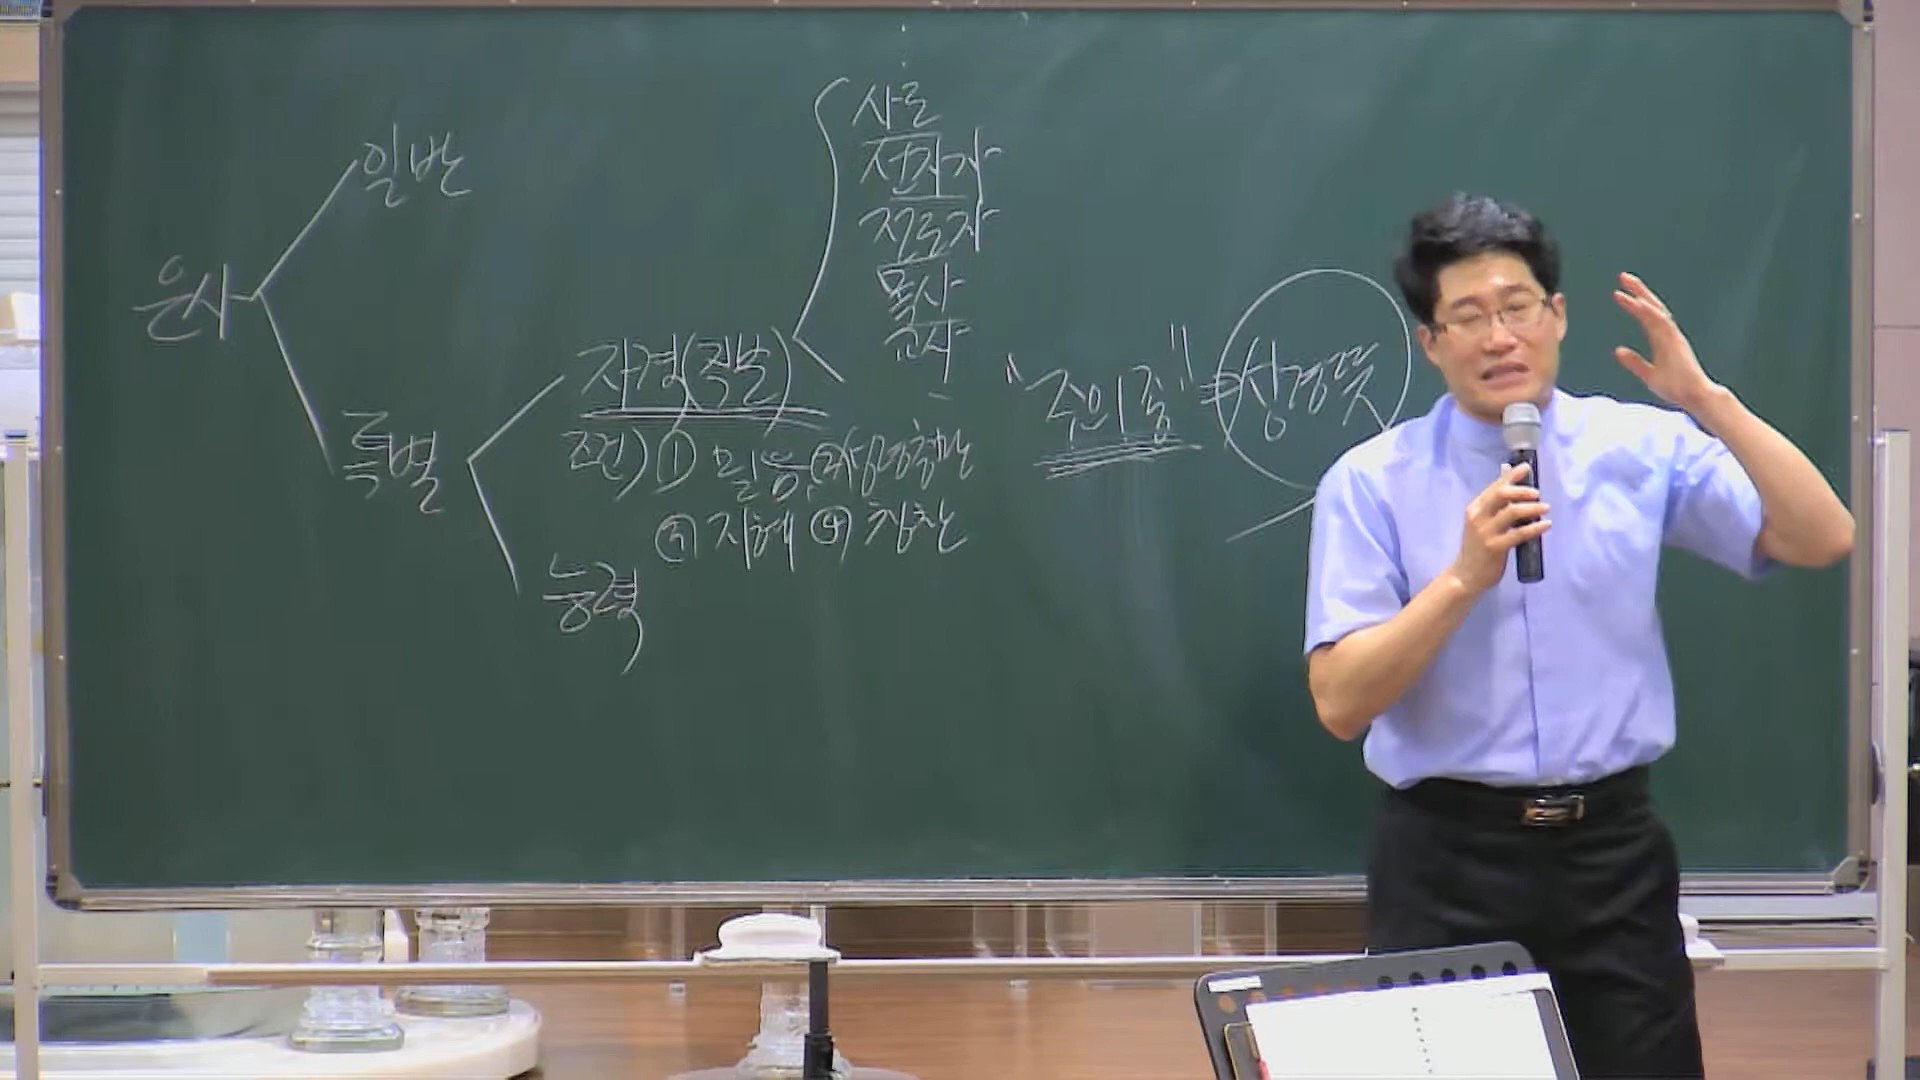 은사
일반
특별
자격(직분)
조건) ① 믿음 ② 성령충만
③ 지혜 ④ 칭찬
능력
사도
선지자
전도자
목사
교사
"주의 종" =
성경 뜻